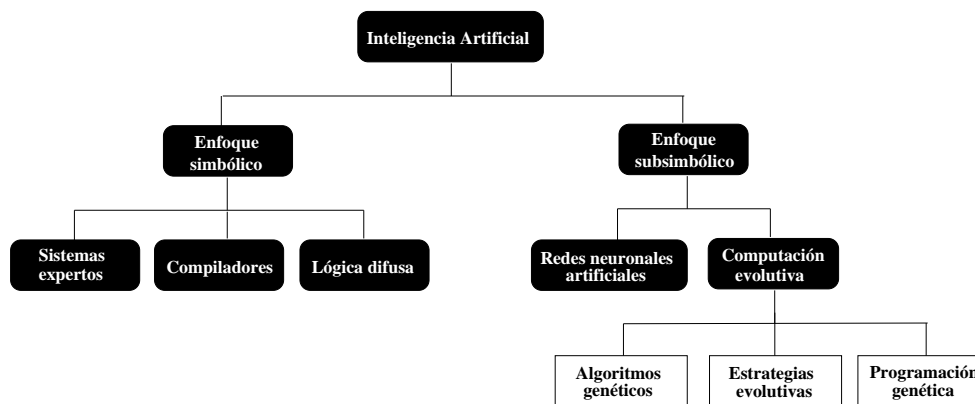 Inteligencia Artificial
Enfoque
simbólico
Enfoque
subsimbólico
Sistemas
expertos
Compiladores
Lógica difusa
Redes neuronales
artificiales
Computación
evolutiva
Algoritmos
genéticos
Estrategias
evolutivas
Programación
genética